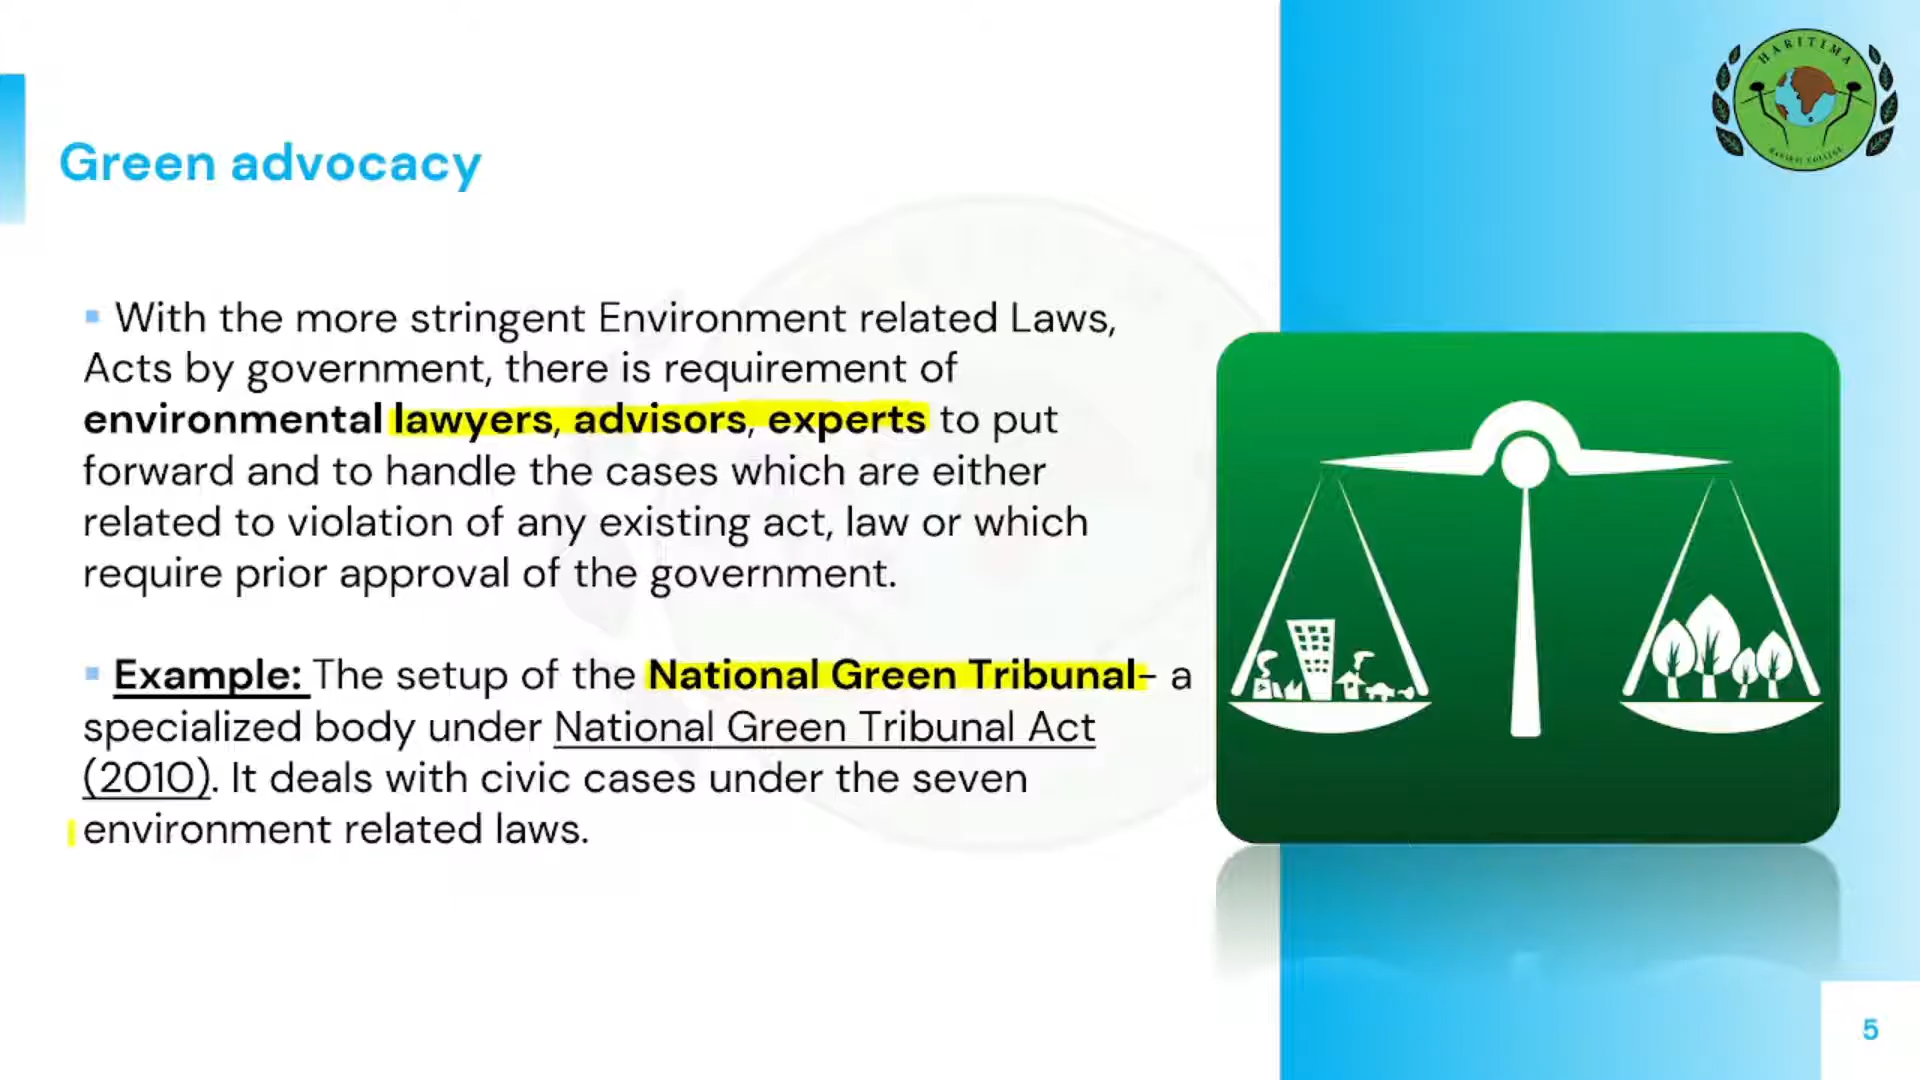 HARITIMA
HANSRAJ COLLEGE
Green advocacy
▪ With the more stringent Environment related Laws,
Acts by government, there is requirement of
environmental lawyers, advisors, experts to put
forward and to handle the cases which are either
related to violation of any existing act, law or which
require prior approval of the government.
▪ Example: The setup of the National Green Tribunal- a
specialized body under National Green Tribunal Act
(2010). It deals with civic cases under the seven
environment related laws.
5